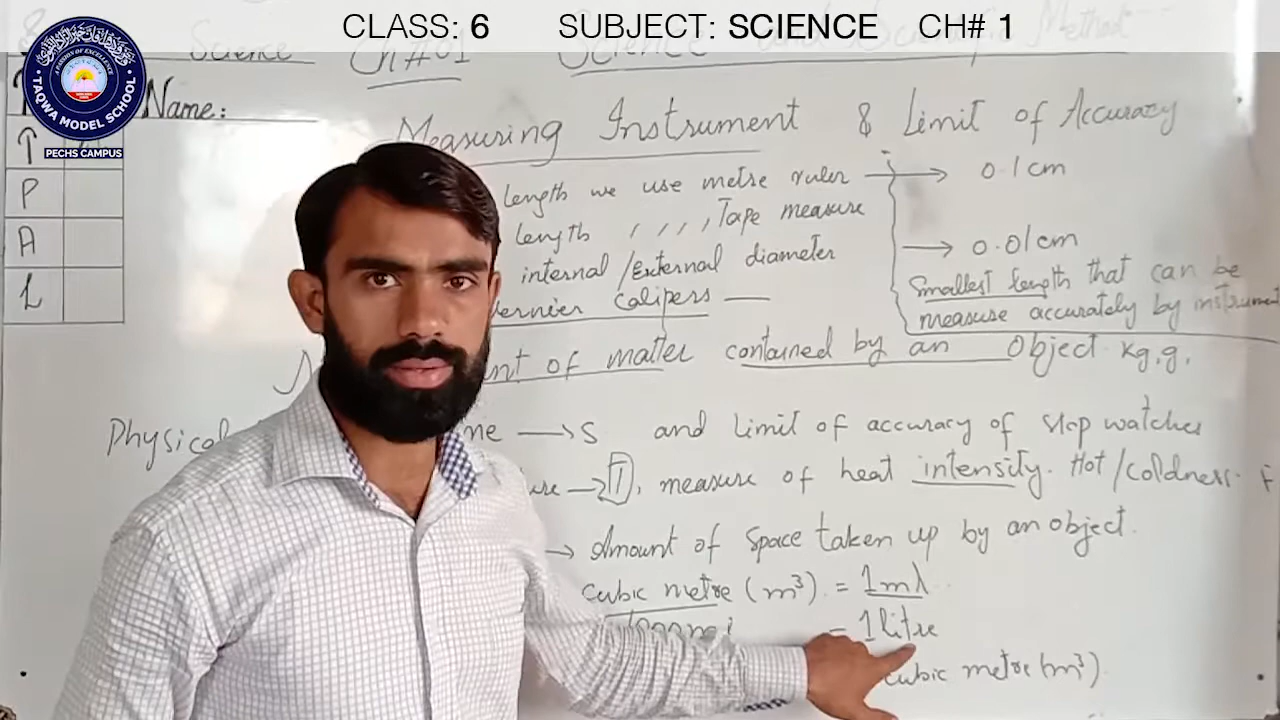 CLASS: 6 SUBJECT: SCIENCE CH# 1
Science Ch#01 Science Method
TAQWA MODEL SCHOOL
PECHS CAMPUS
Name:
Measuring Instrument & Limit of Accuracy
length we use metre ruler → 0.1cm
length , , , , Tape measure
→ 0.01cm
internal /External diameter
Smallest length that can be
vernier calipers
measure accurately by instrument
of matter contained by an Object kg.g.
Physical → S and limit of accuracy of stop watches
→ T, measure of heat intensity. Hot /coldness.
→ Amount of space taken up by an object.
cubic metre (m³) = 1ml
= 1litre
cubic metre (m³)
P
A
L